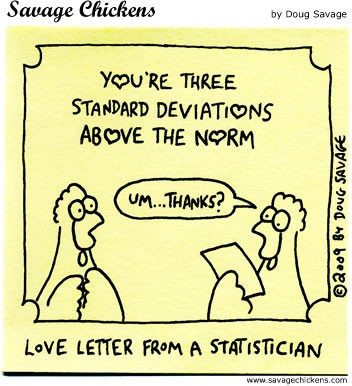 Savage Chickens by Doug Savage
YOU'RE THREE
STANDARD DEVIATIONS
ABOVE THE NORM
UM...THANKS?
©2009 BY DOUG SAVAGE
LOVE LETTER FROM A STATISTICIAN
www.savagechickens.com